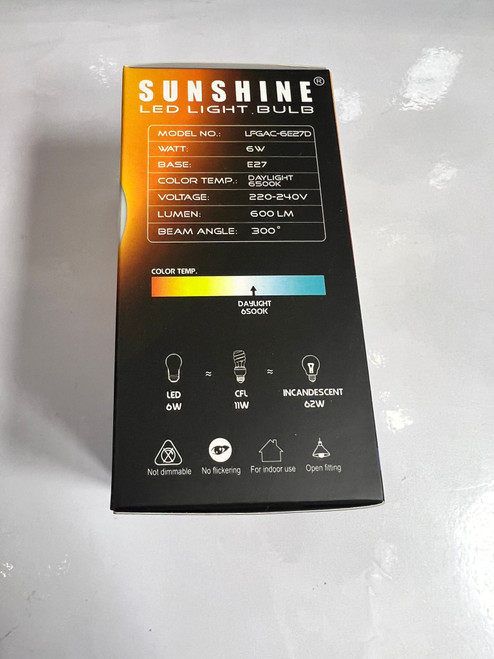 SUNSHINE®
LED LIGHT BULB
MODEL NO.: LFGAC-6E27D
WATT: 6W
BASE: E27
COLOR TEMP.: DAYLIGHT 6500K
VOLTAGE: 220-240V
LUMEN: 600 LM
BEAM ANGLE: 300°
COLOR TEMP.
DAYLIGHT
6500K
≈ ≈
LED CFL INCANDESCENT
6W 11W 62W
Not dimmable No flickering For indoor use Open fitting